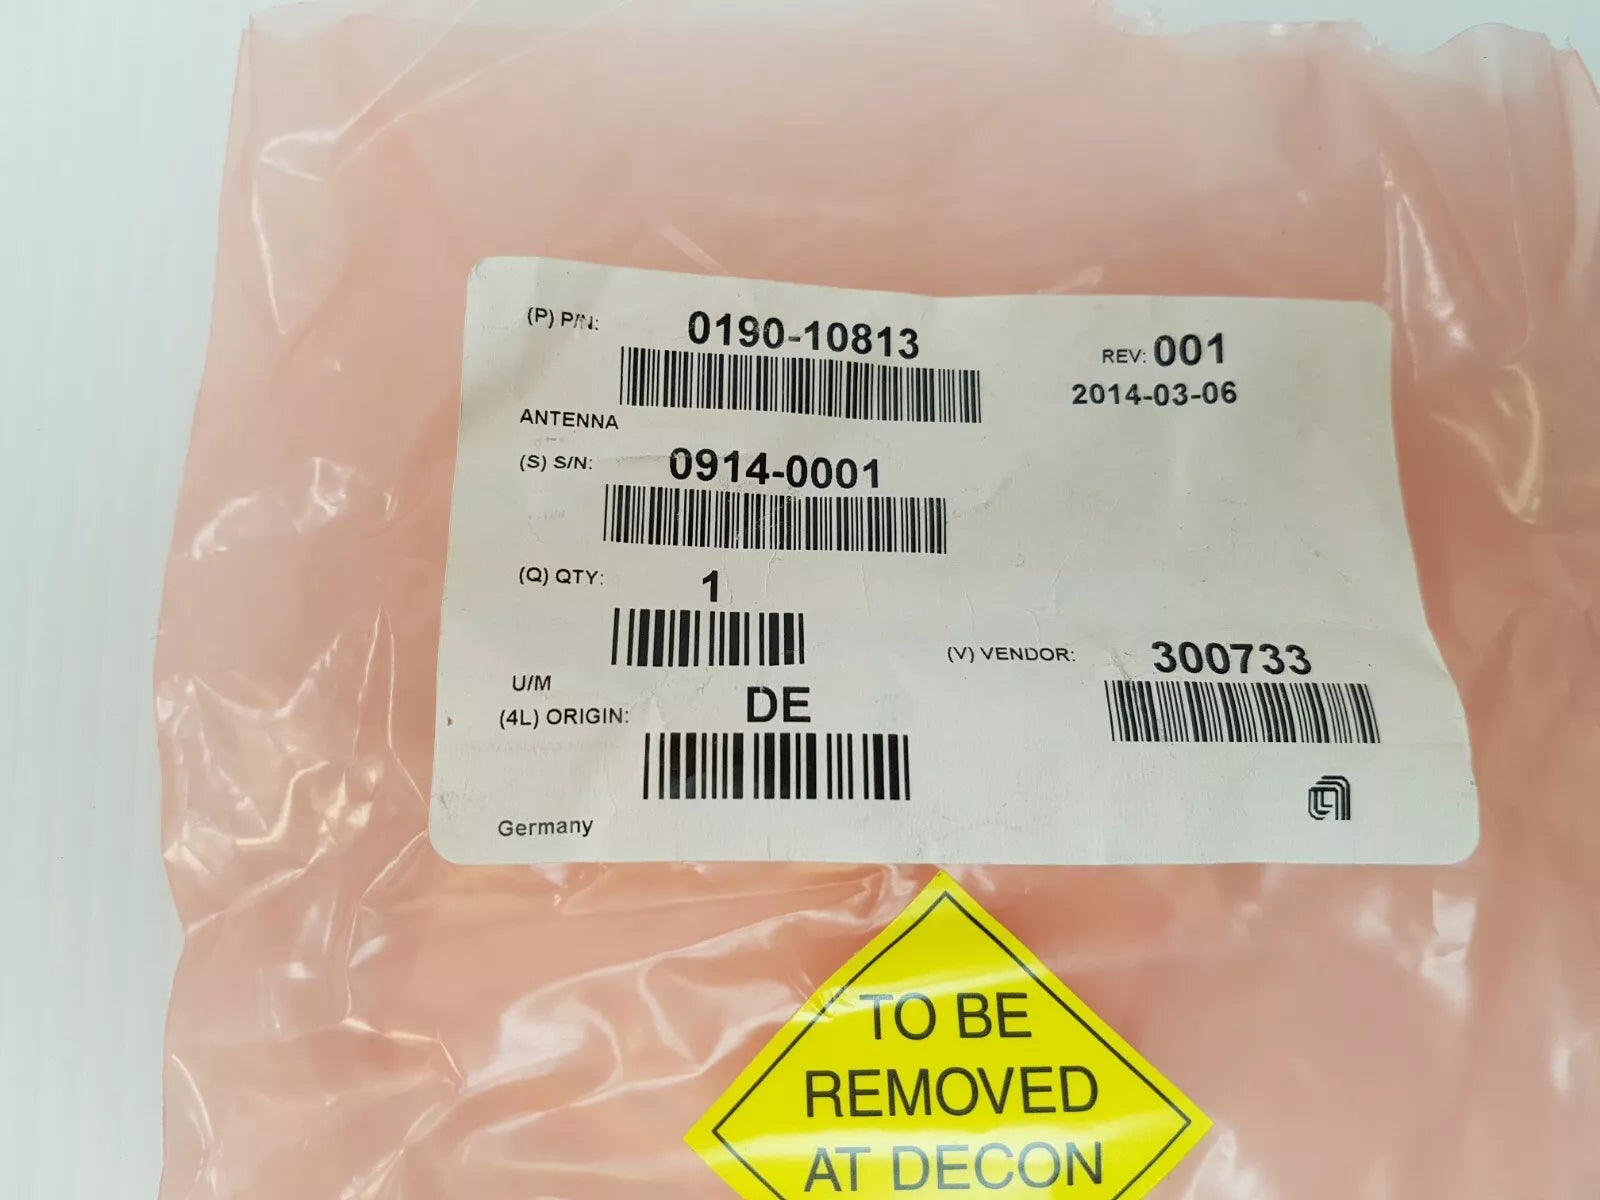 (P) P/N: 0190-10813
REV: 001
2014-03-06
ANTENNA
(S) S/N: 0914-0001
(Q) QTY: 1
(V) VENDOR: 300733
U/M
(4L) ORIGIN: DE
Germany
TO BE
REMOVED
AT DECON